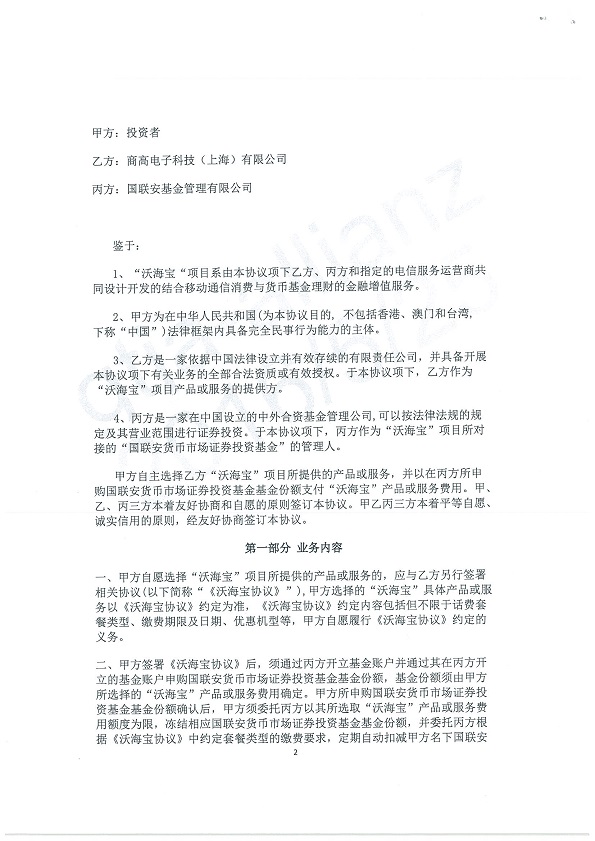 甲方：投资者
乙方：商高电子科技（上海）有限公司
丙方：国联安基金管理有限公司
鉴于：
1、“沃海宝“项目系由本协议项下乙方、丙方和指定的电信服务运营商共
同设计开发的结合移动通信消费与货币基金理财的金融增值服务。
2、甲方为在中华人民共和国(为本协议目的, 不包括香港、澳门和台湾,
下称“中国”)法律框架内具备完全民事行为能力的主体。
3、乙方是一家依据中国法律设立并有效存续的有限责任公司，并具备开展
本协议项下有关业务的全部合法资质或有效授权。于本协议项下，乙方作为
“沃海宝”项目产品或服务的提供方。
4、丙方是一家在中国设立的中外合资基金管理公司,可以按法律法规的规
定及其营业范围进行证券投资。于本协议项下，丙方作为“沃海宝”项目所对
接的“国联安货币市场证券投资基金”的管理人。
甲方自主选择乙方“沃海宝”项目所提供的产品或服务，并以在丙方所申
购国联安货币市场证券投资基金基金份额支付“沃海宝”产品或服务费用。甲、
乙、丙三方本着友好协商和自愿的原则签订本协议。甲乙丙三方本着平等自愿、
诚实信用的原则，经友好协商签订本协议。
第一部分 业务内容
一、甲方自愿选择“沃海宝”项目所提供的产品或服务的，应与乙方另行签署
相关协议(以下简称“《沃海宝协议》”),甲方选择的“沃海宝”具体产品或服
务以《沃海宝协议》约定为准，《沃海宝协议》约定内容包括但不限于话费套
餐类型、缴费期限及日期、优惠机型等，甲方自愿履行《沃海宝协议》约定的
义务。
二、甲方签署《沃海宝协议》后，须通过丙方开立基金账户并通过其在丙方开
立的基金账户申购国联安货币市场证券投资基金基金份额，基金份额须由甲方
所选择的“沃海宝”产品或服务费用确定。甲方所申购国联安货币市场证券投
资基金基金份额确认后，甲方须委托丙方以其所选取“沃海宝”产品或服务费
用额度为限，冻结相应国联安货币市场证券投资基金基金份额，并委托丙方根
据《沃海宝协议》中约定套餐类型的缴费要求，定期自动扣减甲方名下国联安
2